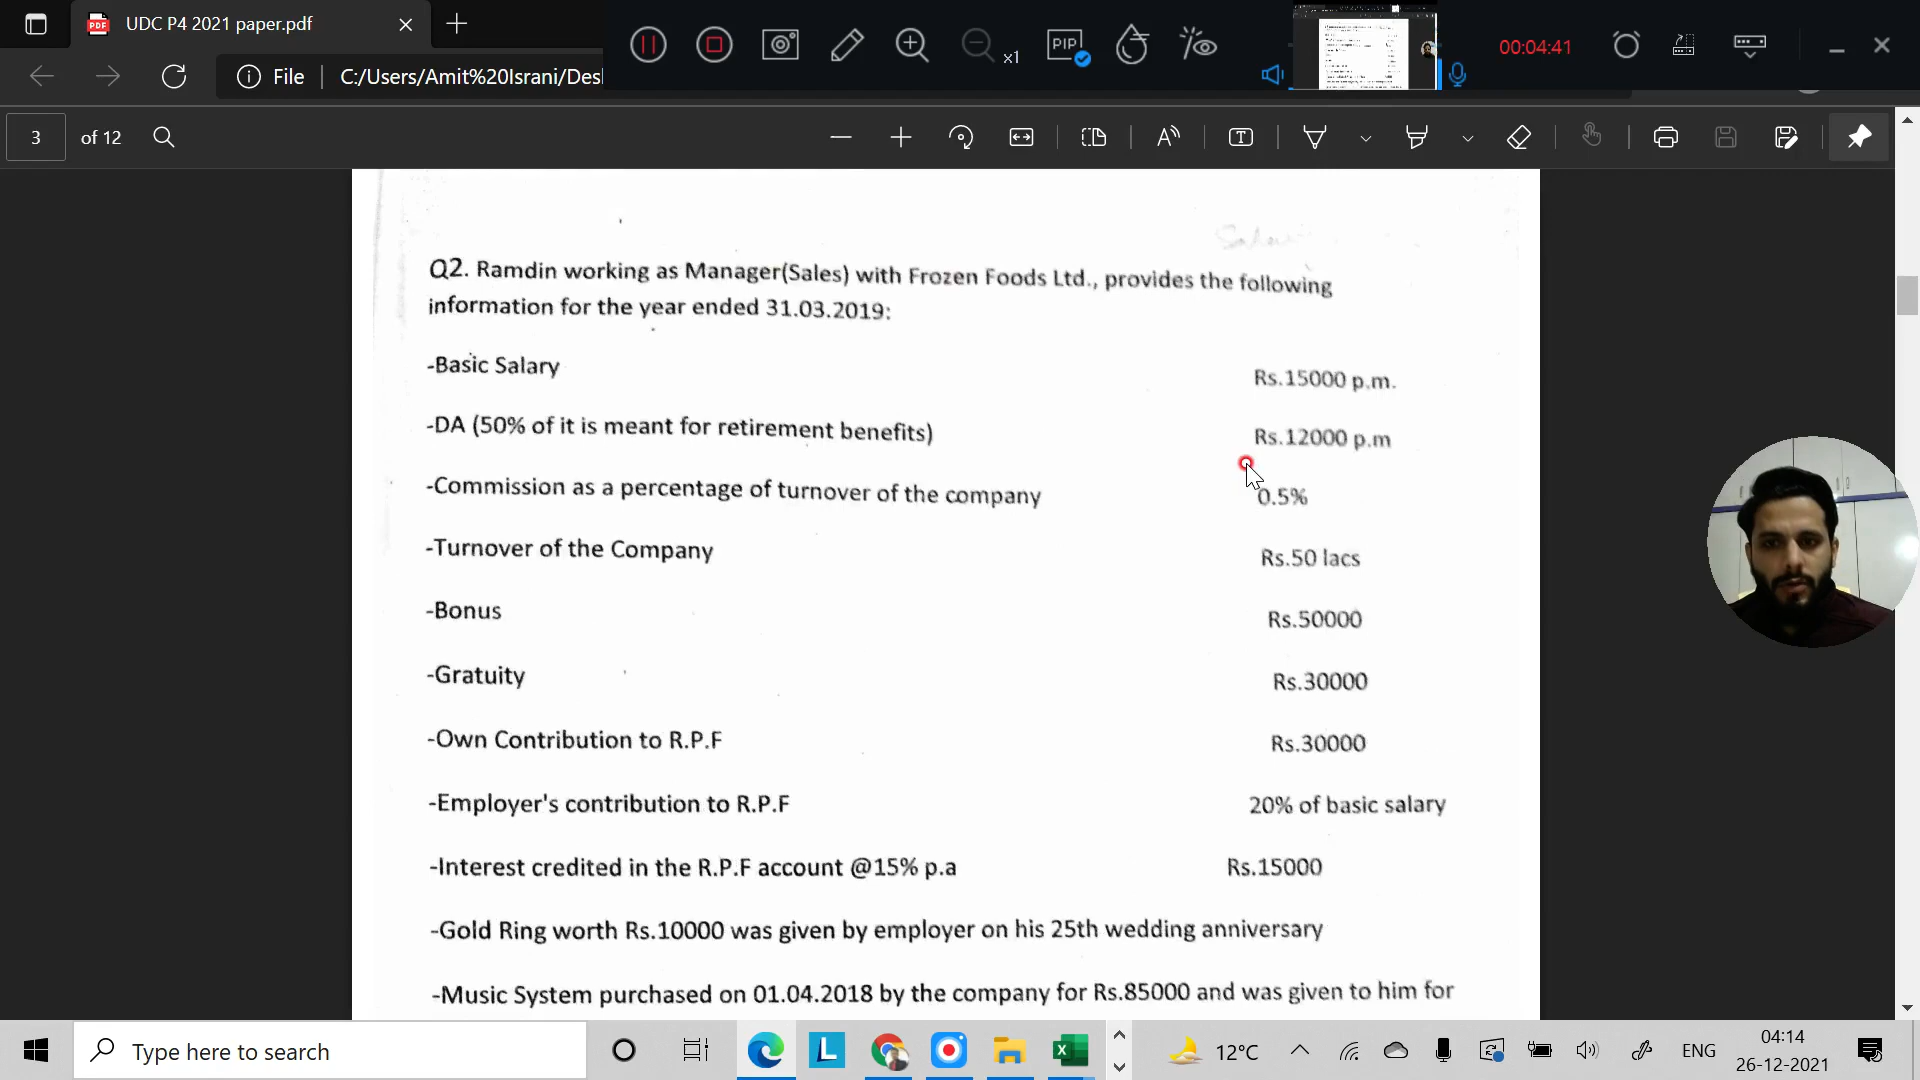 UDC P4 2021 paper.pdf
x1
PIP
00:04:41
File
C:/Users/Amit%20Israni/Desl
3
of 12
Q2. Ramdin working as Manager(Sales) with Frozen Foods Ltd., provides the following
information for the year ended 31.03.2019:
-Basic Salary Rs.15000 p.m.
-DA (50% of it is meant for retirement benefits) Rs.12000 p.m
-Commission as a percentage of turnover of the company 0.5%
-Turnover of the Company Rs.50 lacs
-Bonus Rs.50000
-Gratuity Rs.30000
-Own Contribution to R.P.F Rs.30000
-Employer's contribution to R.P.F 20% of basic salary
-Interest credited in the R.P.F account @15% p.a Rs.15000
-Gold Ring worth Rs.10000 was given by employer on his 25th wedding anniversary
-Music System purchased on 01.04.2018 by the company for Rs.85000 and was given to him for
Type here to search
12°C
ENG
04:14
26-12-2021